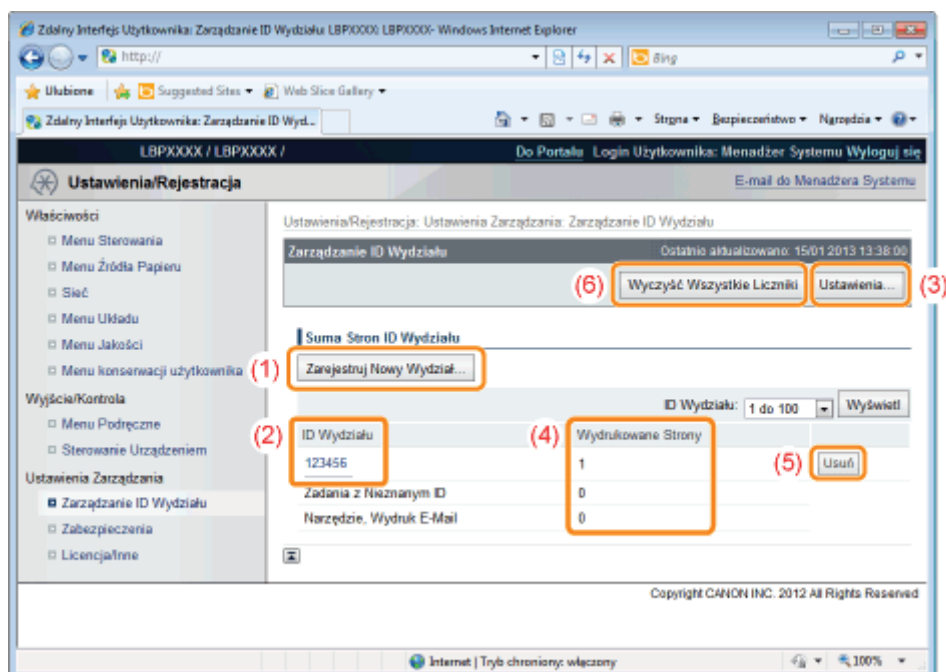 Zdalny Interfejs Użytkownika: Zarządzanie ID Wydziału: LBPXXXX: LBPXXXX- Windows Internet Explorer
http://
Bing
Ulubione Suggested Sites Web Slice Gallery
Zdalny Interfejs Użytkownika: Zarządzanie ID Wyd... Strona Bezpieczeństwo Narzędzia
LBPXXXX / LBPXXXX / Do Portalu Login Użytkownika: Menadżer Systemu Wyloguj się
Ustawienia/Rejestracja E-mail do Menadżera Systemu
Właściwości
Menu Sterowania
Menu Źródła Papieru
Sieć
Menu Układu
Menu Jakości
Menu konserwacji użytkownika
Wyjście/Kontrola
Menu Podręczne
Sterowanie Urządzeniem
Ustawienia Zarządzania
Zarządzanie ID Wydziału
Zabezpieczenia
Licencja/Inne
Ustawienia/Rejestracja: Ustawienia Zarządzania: Zarządzanie ID Wydziału
Zarządzanie ID Wydziału Ostatnio aktualizowano: 15/01 2013 13:38:00
(6) Wyczyść Wszystkie Liczniki Ustawienia... (3)
Suma Stron ID Wydziału
(1) Zarejestruj Nowy Wydział...
ID Wydziału: 1 do 100 Wyświetl
(2) ID Wydziału (4) Wydrukowane Strony
123456 1 (5) Usuń
Zadania z Nieznanym ID 0
Narzędzie, Wydruk E-Mail 0
Copyright CANON INC. 2012 All Rights Reserved
Internet | Tryb chroniony: włączony 100%